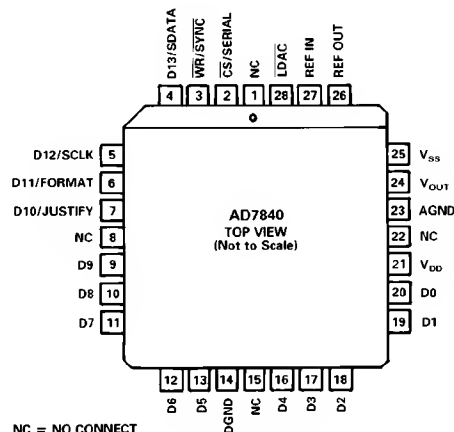 D13/SDATA
WR/SYNC
CS/SERIAL
NC
LDAC
REF IN
REF OUT
4
3
2
1
28
27
26
D12/SCLK 5
D11/FORMAT 6
D10/JUSTIFY 7
NC 8
D9 9
D8 10
D7 11
AD7840
TOP VIEW
(Not to Scale)
25 VSS
24 VOUT
23 AGND
22 NC
21 VDD
20 D0
19 D1
12
13
14
15
16
17
18
D6
D5
DGND
NC
D4
D3
D2
NC = NO CONNECT